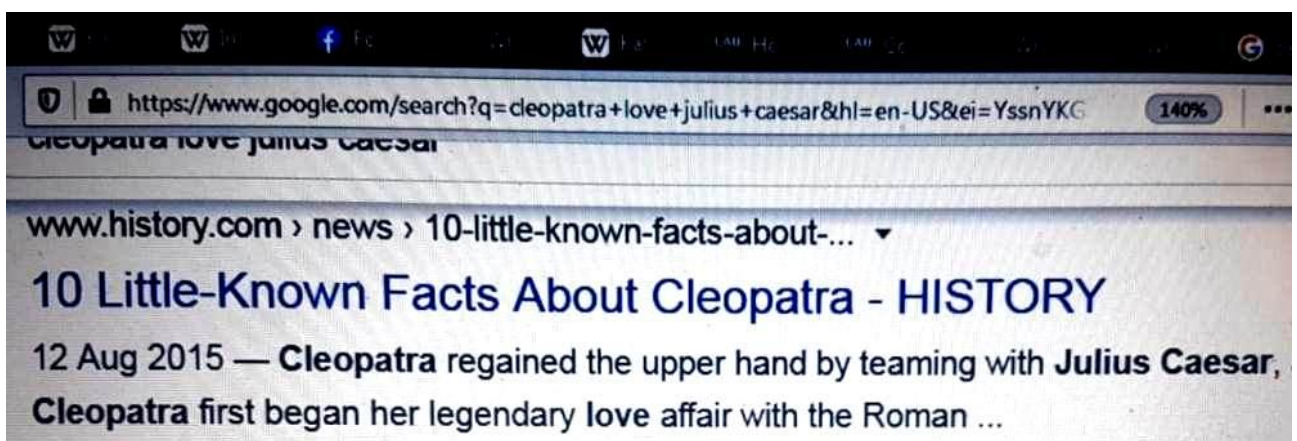 https://www.google.com/search?q=cleopatra+love+julius+caesar&hl=en-US&ei=YssnYKG 140%
cleopatra love julius caesar
www.history.com › news › 10-little-known-facts-about-...
10 Little-Known Facts About Cleopatra - HISTORY
12 Aug 2015 — Cleopatra regained the upper hand by teaming with Julius Caesar,
Cleopatra first began her legendary love affair with the Roman ...